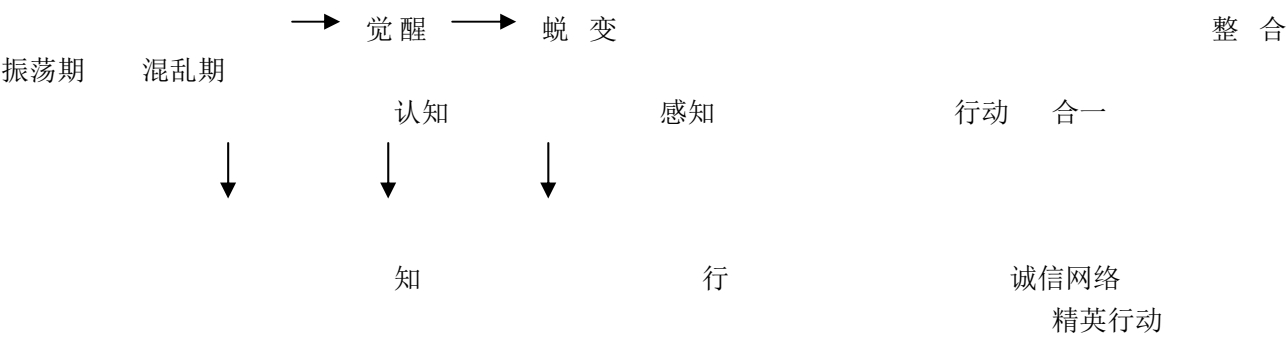 觉醒 蜕 变 整 合
振荡期 混乱期
认知 感知 行动 合一
知 行 诚信网络
精英行动